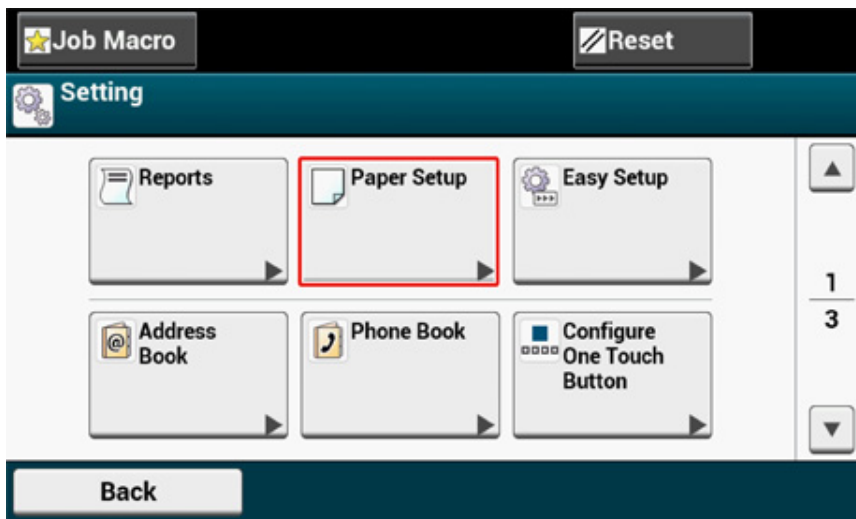 Job Macro
Reset
Setting
Reports
Paper Setup
Easy Setup
1
3
Address
Book
Phone Book
Configure
One Touch
Button
Back